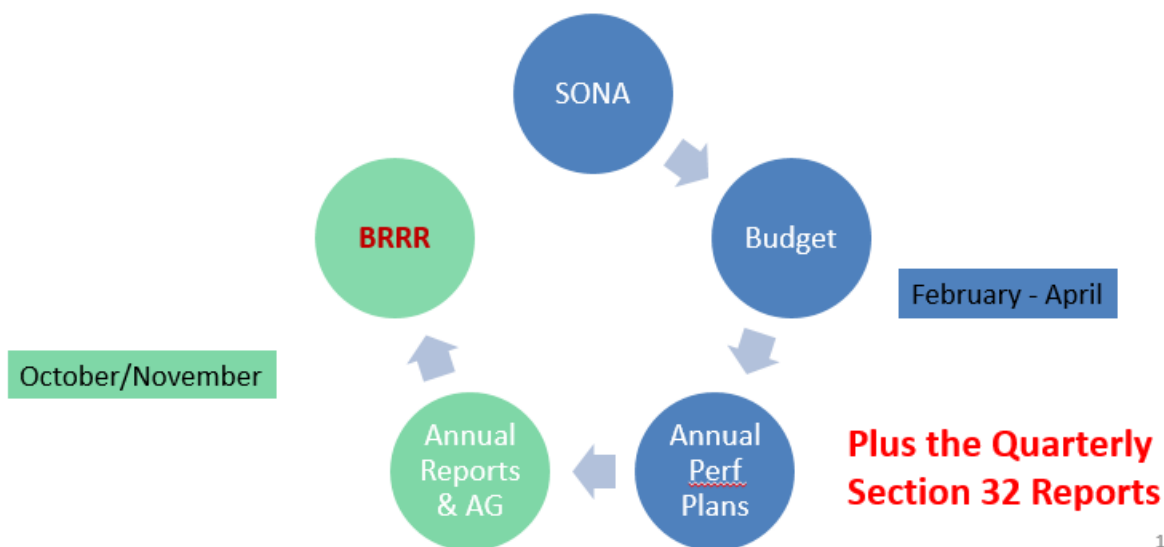 SONA
Budget
February - April
Annual
Perf
Plans
Plus the Quarterly
Section 32 Reports
Annual
Reports
& AG
October/November
BRRR
1